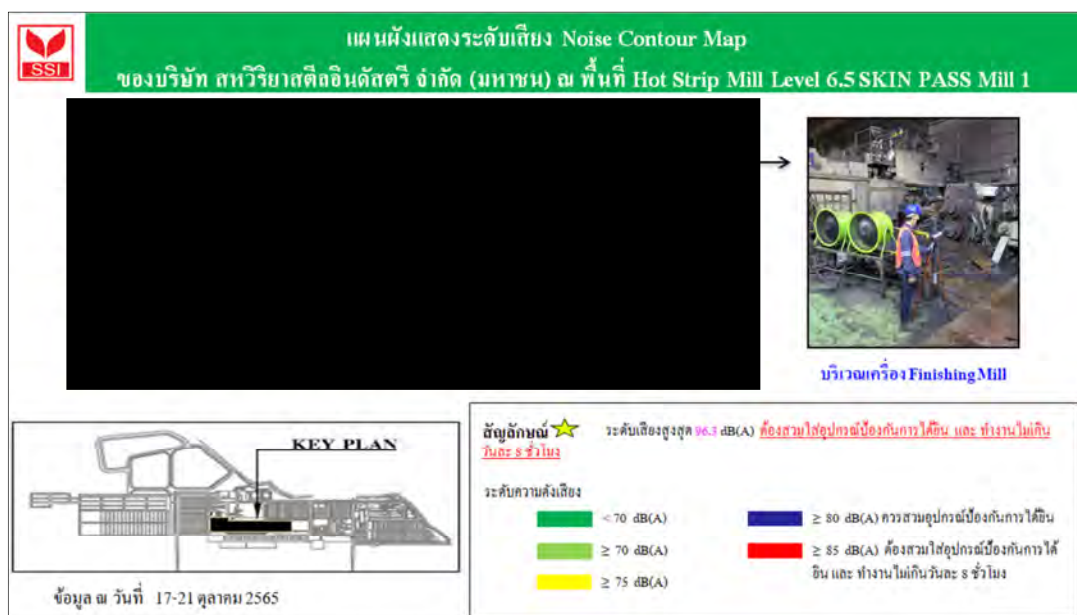 SSI
แผนผังแสดงระดับเสียง Noise Contour Map
ของบริษัท สหวิริยาสตีลอินดัสตรี จำกัด (มหาชน) ณ พื้นที่ Hot Strip Mill Level 6.5 SKIN PASS Mill 1
บริเวณเครื่อง Finishing Mill
KEY PLAN
ข้อมูล ณ วันที่ 17-21 ตุลาคม 2565
สัญลักษณ์ ระดับเสียงสูงสุด 96.3 dB(A) ต้องสวมใส่อุปกรณ์ป้องกันการได้ยิน และ ทำงานไม่เกิน
วันละ 8 ชั่วโมง
ระดับความดังเสียง
< 70 dB(A)
≥ 70 dB(A)
≥ 75 dB(A)
≥ 80 dB(A) ควรสวมอุปกรณ์ป้องกันการได้ยิน
≥ 85 dB(A) ต้องสวมใส่อุปกรณ์ป้องกันการได้
ยิน และ ทำงานไม่เกินวันละ 8 ชั่วโมง